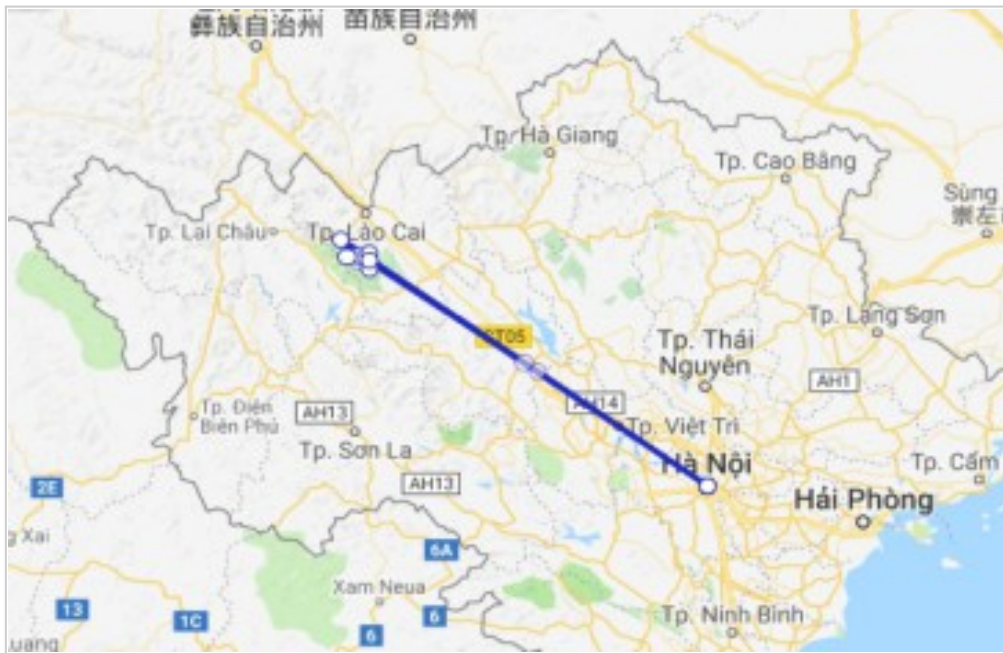 彝族自治州
苗族自治州
Tp. Hà Giang
Tp. Cao Bằng
Sùng
崇左
Tp. Lai Châu
Tp. Lào Cai
CT05
Tp. Lạng Sơn
Tp. Thái
Nguyên
AH1
AH14
Tp. Điện
Biên Phủ
AH13
Tp. Việt Trì
Tp. Sơn La
Hà Nội
Tp. Cẩm
2E
AH13
Hải Phòng
g Xai
6A
Xam Neua
13
1C
6
6
Tp. Ninh Bình
uang